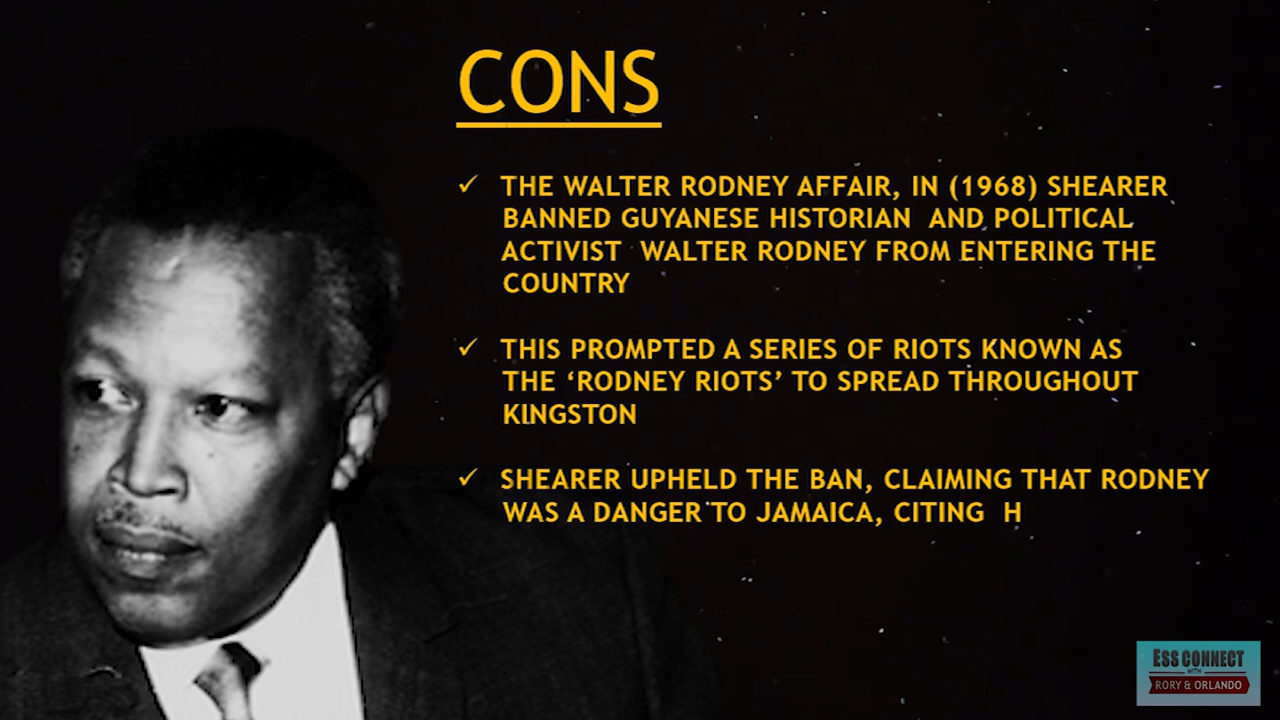 CONS
✓ THE WALTER RODNEY AFFAIR, IN (1968) SHEARER
BANNED GUYANESE HISTORIAN AND POLITICAL
ACTIVIST WALTER RODNEY FROM ENTERING THE
COUNTRY
✓ THIS PROMPTED A SERIES OF RIOTS KNOWN AS
THE ‘RODNEY RIOTS’ TO SPREAD THROUGHOUT
KINGSTON
✓ SHEARER UPHELD THE BAN, CLAIMING THAT RODNEY
WAS A DANGER TO JAMAICA, CITING H
ESS CONNECT
WITH
RORY & ORLANDO